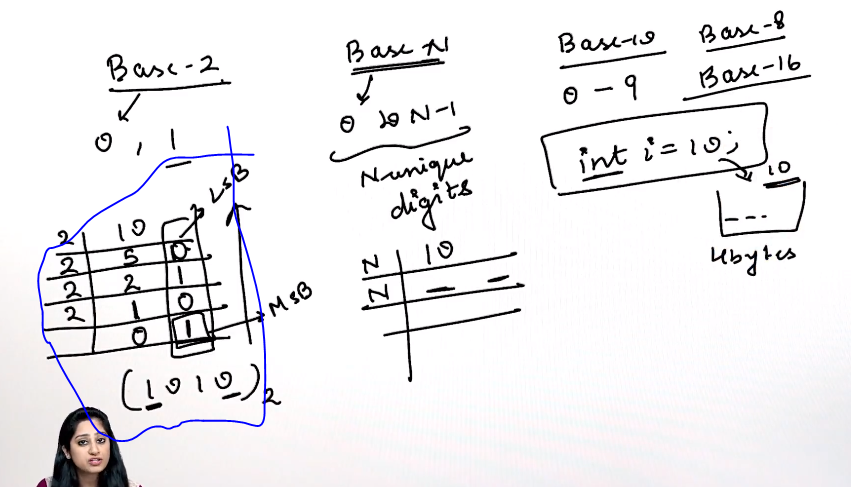 Base-2
0, 1
LSB
2 | 10
2 | 5 | 0
2 | 2 | 1
2 | 1 | 0
0 | 1
MSB
(1010)2
Base-N
0 to N-1
N-unique
digits
N | 10
N | — —
Base-10
0 - 9
Base-8
Base-16
int i = 10;
10
---
4bytes